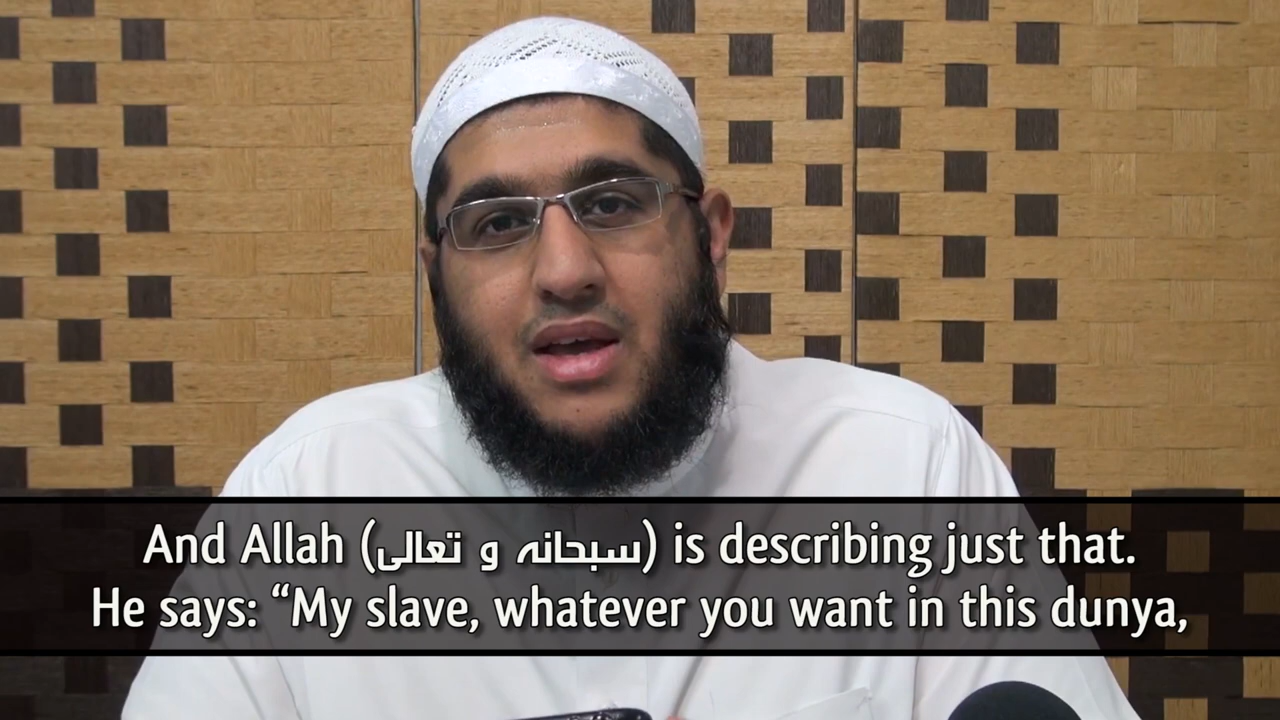 And Allah (سبحانه و تعالى) is describing just that.
He says: “My slave, whatever you want in this dunya,